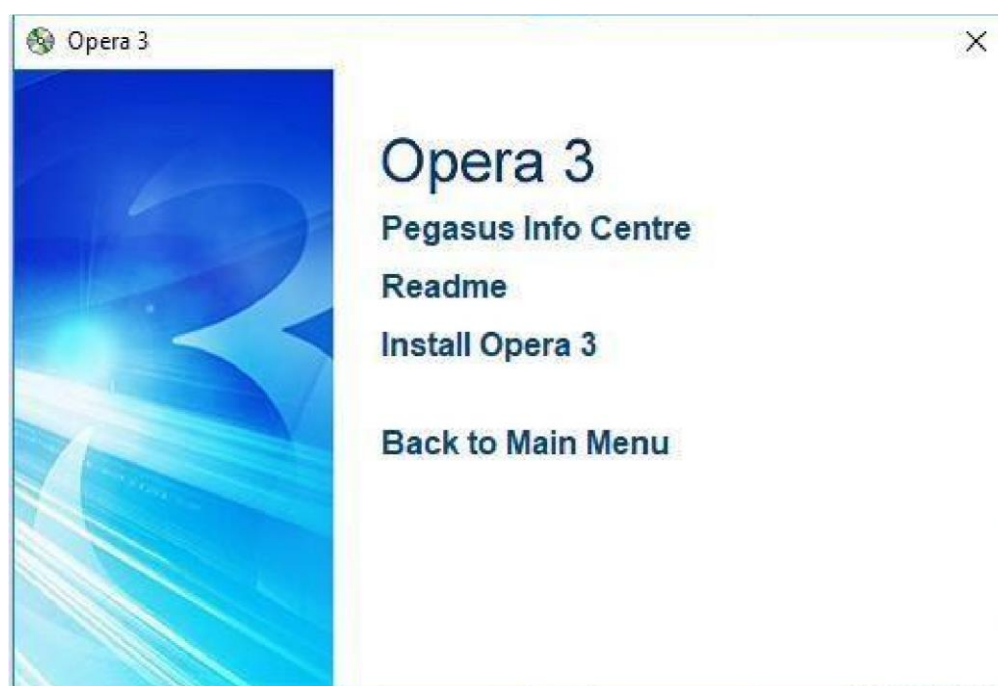 Opera 3
Opera 3
Pegasus Info Centre
Readme
Install Opera 3
Back to Main Menu